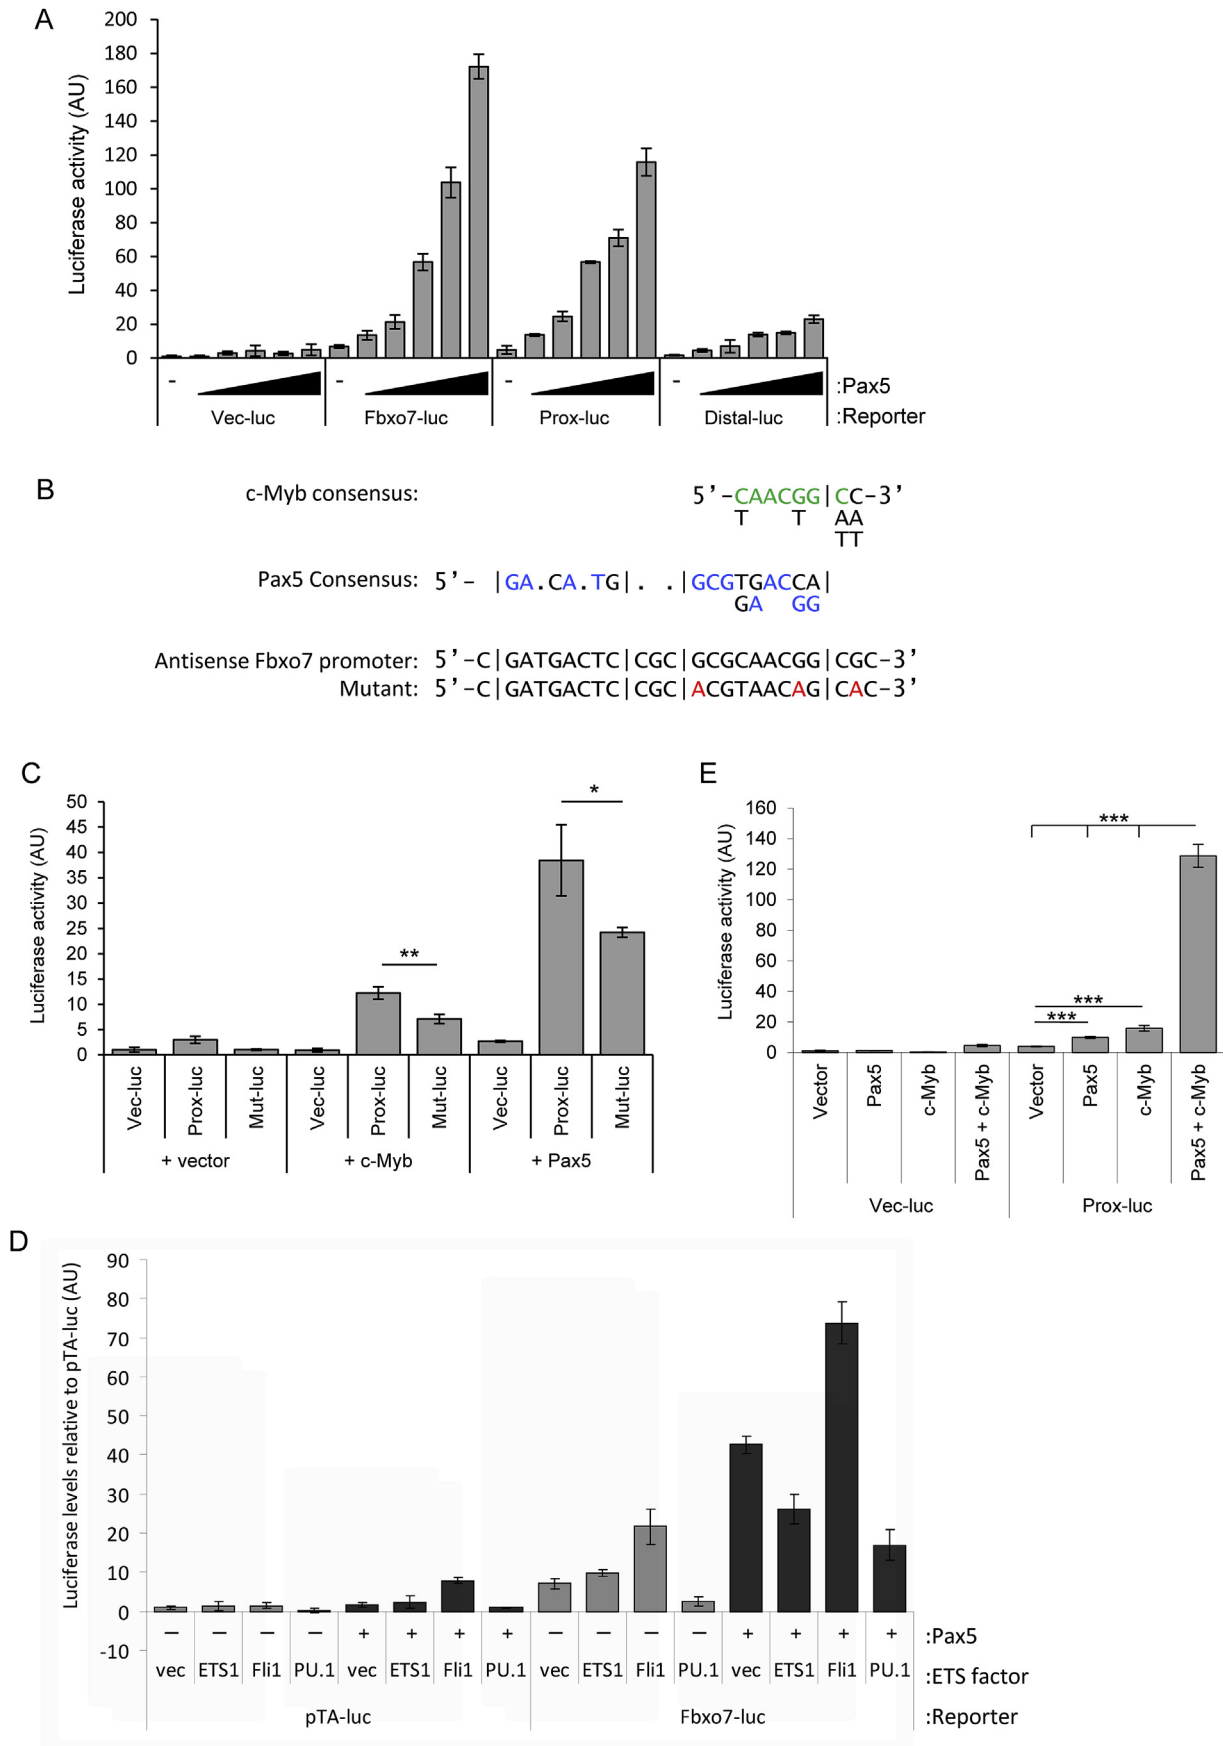 A
Luciferase activity (AU)
200
180
160
140
120
100
80
60
40
20
0
- - - - :Pax5
Vec-luc Fbxo7-luc Prox-luc Distal-luc :Reporter
B
c-Myb consensus: 5’-CAACGG|CC-3’
T T AA
TT
Pax5 Consensus: 5’- |GA.CA.TG|. .|GCGTGACCA|
GA GG
Antisense Fbxo7 promoter: 5’-C|GATGACTC|CGC|GCGCAACGG|CGC-3’
Mutant: 5’-C|GATGACTC|CGC|ACGTAACAG|CAC-3’
C
Luciferase activity (AU)
50
45
40
35
30
25
20
15
10
5
0
** *
Vec-luc Prox-luc Mut-luc Vec-luc Prox-luc Mut-luc Vec-luc Prox-luc Mut-luc
+ vector + c-Myb + Pax5
E
Luciferase activity (AU)
160
140
120
100
80
60
40
20
0
***
***
***
Vector Pax5 c-Myb Pax5 + c-Myb Vector Pax5 c-Myb Pax5 + c-Myb
Vec-luc Prox-luc
D
Luciferase levels relative to pTA-luc (AU)
90
80
70
60
50
40
30
20
10
0
-10
– – – – + + + + – – – – + + + + :Pax5
vec ETS1 Fli1 PU.1 vec ETS1 Fli1 PU.1 vec ETS1 Fli1 PU.1 vec ETS1 Fli1 PU.1 :ETS factor
pTA-luc Fbxo7-luc :Reporter